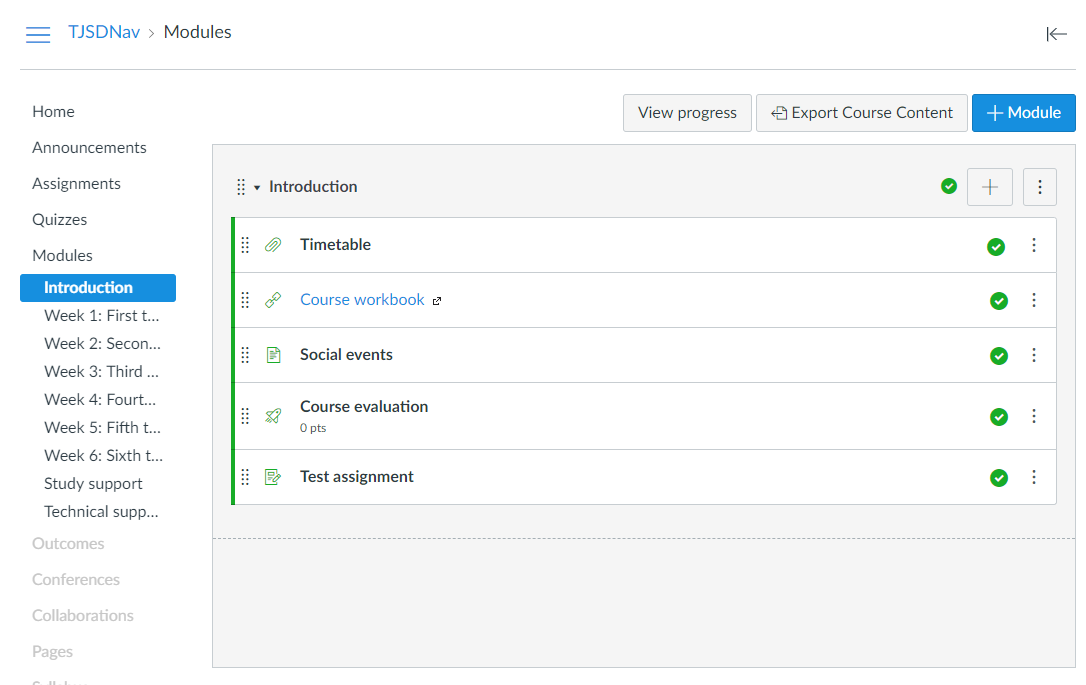 TJSDNav › Modules
Home
Announcements
Assignments
Quizzes
Modules
Introduction
Week 1: First t...
Week 2: Secon...
Week 3: Third ...
Week 4: Fourt...
Week 5: Fifth t...
Week 6: Sixth t...
Study support
Technical supp...
Outcomes
Conferences
Collaborations
Pages
View progress
Export Course Content
+ Module
Introduction
Timetable
Course workbook
Social events
Course evaluation
0 pts
Test assignment